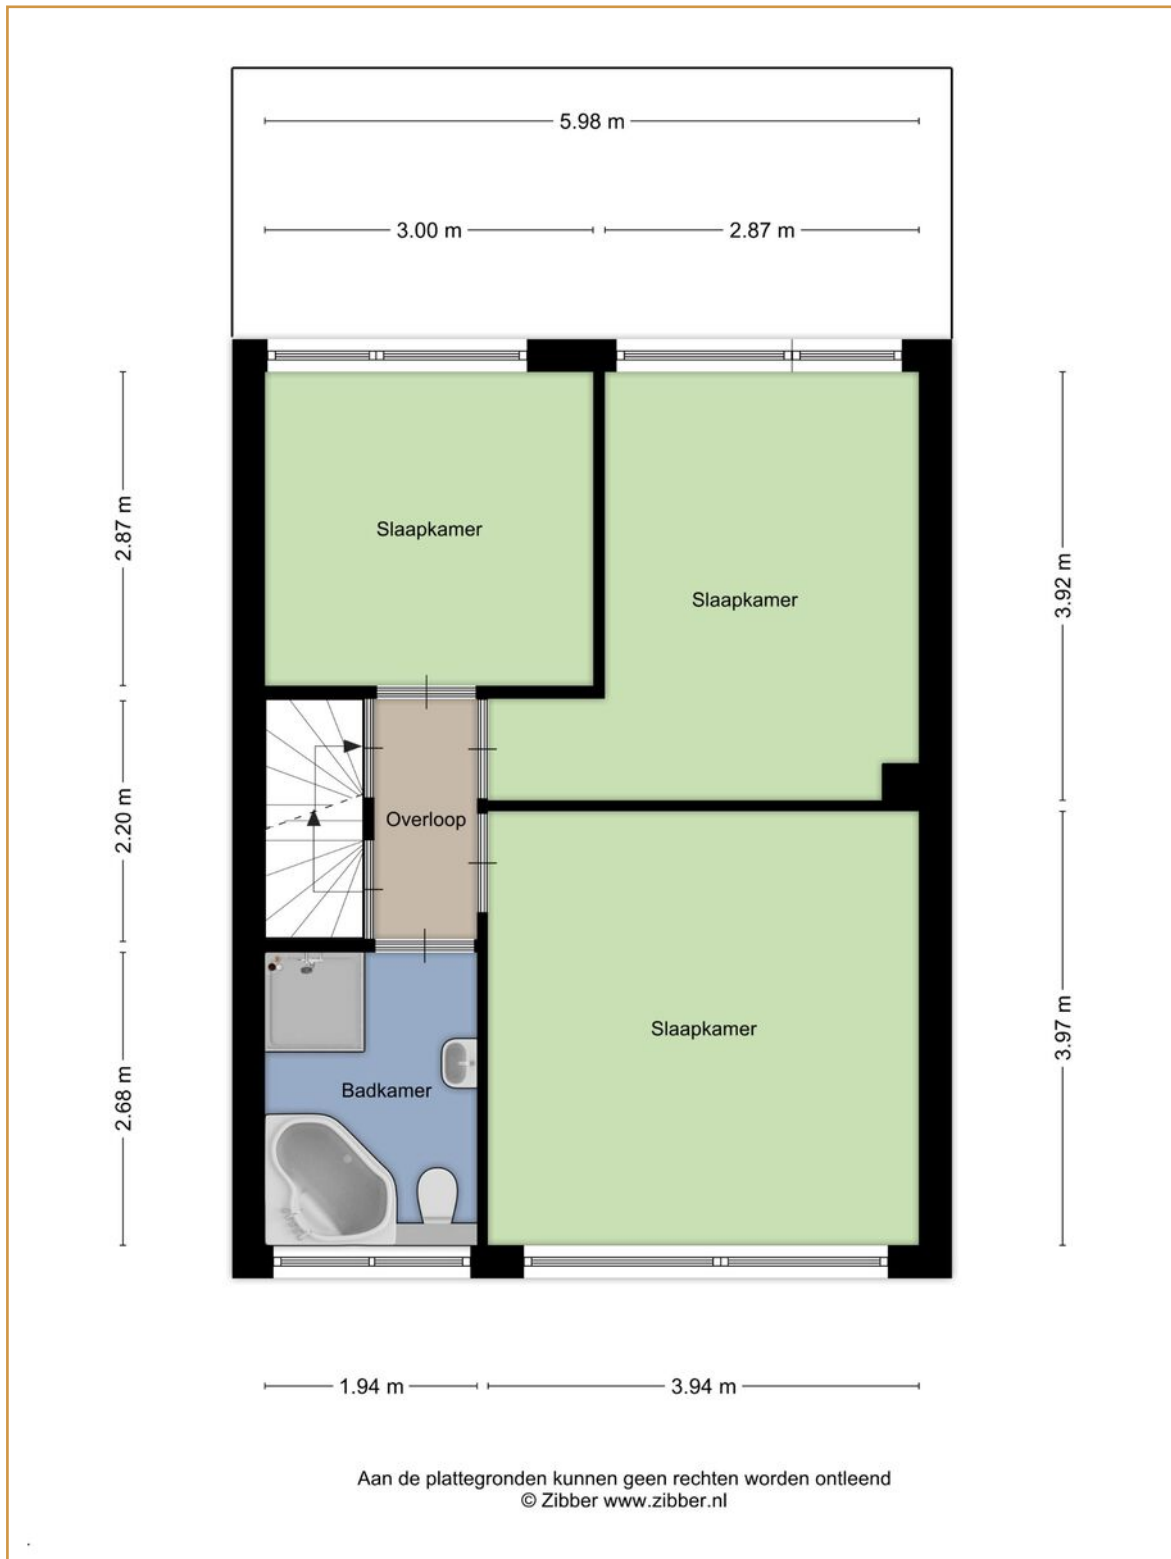 5.98 m
3.00 m
2.87 m
2.87 m
Slaapkamer
Slaapkamer
3.92 m
2.20 m
Overloop
Slaapkamer
3.97 m
2.68 m
Badkamer
1.94 m
3.94 m
Aan de plattegronden kunnen geen rechten worden ontleend
© Zibber www.zibber.nl
.